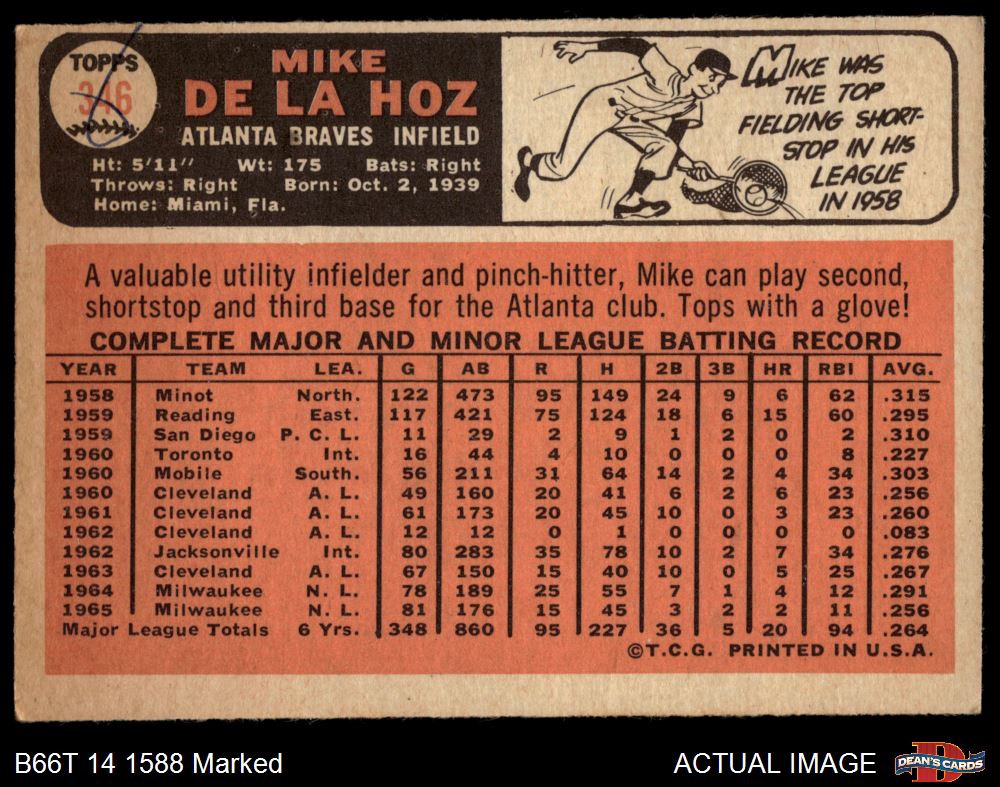 TOPPS
346
MIKE
DE LA HOZ
ATLANTA BRAVES INFIELD
Ht: 5'11" Wt: 175 Bats: Right
Throws: Right Born: Oct. 2, 1939
Home: Miami, Fla.
MIKE WAS
THE TOP
FIELDING SHORT-
STOP IN HIS
LEAGUE
IN 1958
A valuable utility infielder and pinch-hitter, Mike can play second,
shortstop and third base for the Atlanta club. Tops with a glove!
COMPLETE MAJOR AND MINOR LEAGUE BATTING RECORD
YEAR TEAM LEA. G AB R H 2B 3B HR RBI AVG.
1958 Minot North. 122 473 95 149 24 9 6 62 .315
1959 Reading East. 117 421 75 124 18 6 15 60 .295
1959 San Diego P. C. L. 11 29 2 9 1 2 0 2 .310
1960 Toronto Int. 16 44 4 10 0 0 0 8 .227
1960 Mobile South. 56 211 31 64 14 2 4 34 .303
1960 Cleveland A. L. 49 160 20 41 6 2 6 23 .256
1961 Cleveland A. L. 61 173 20 45 10 0 3 23 .260
1962 Cleveland A. L. 12 12 0 1 0 0 0 0 .083
1962 Jacksonville Int. 80 283 35 78 10 2 7 34 .276
1963 Cleveland A. L. 67 150 15 40 10 0 5 25 .267
1964 Milwaukee N. L. 78 189 25 55 7 1 4 12 .291
1965 Milwaukee N. L. 81 176 15 45 3 2 2 11 .256
Major League Totals 6 Yrs. 348 860 95 227 36 5 20 94 .264
©T.C.G. PRINTED IN U.S.A.
B66T 14 1588 Marked
ACTUAL IMAGE
DEAN'S CARDS